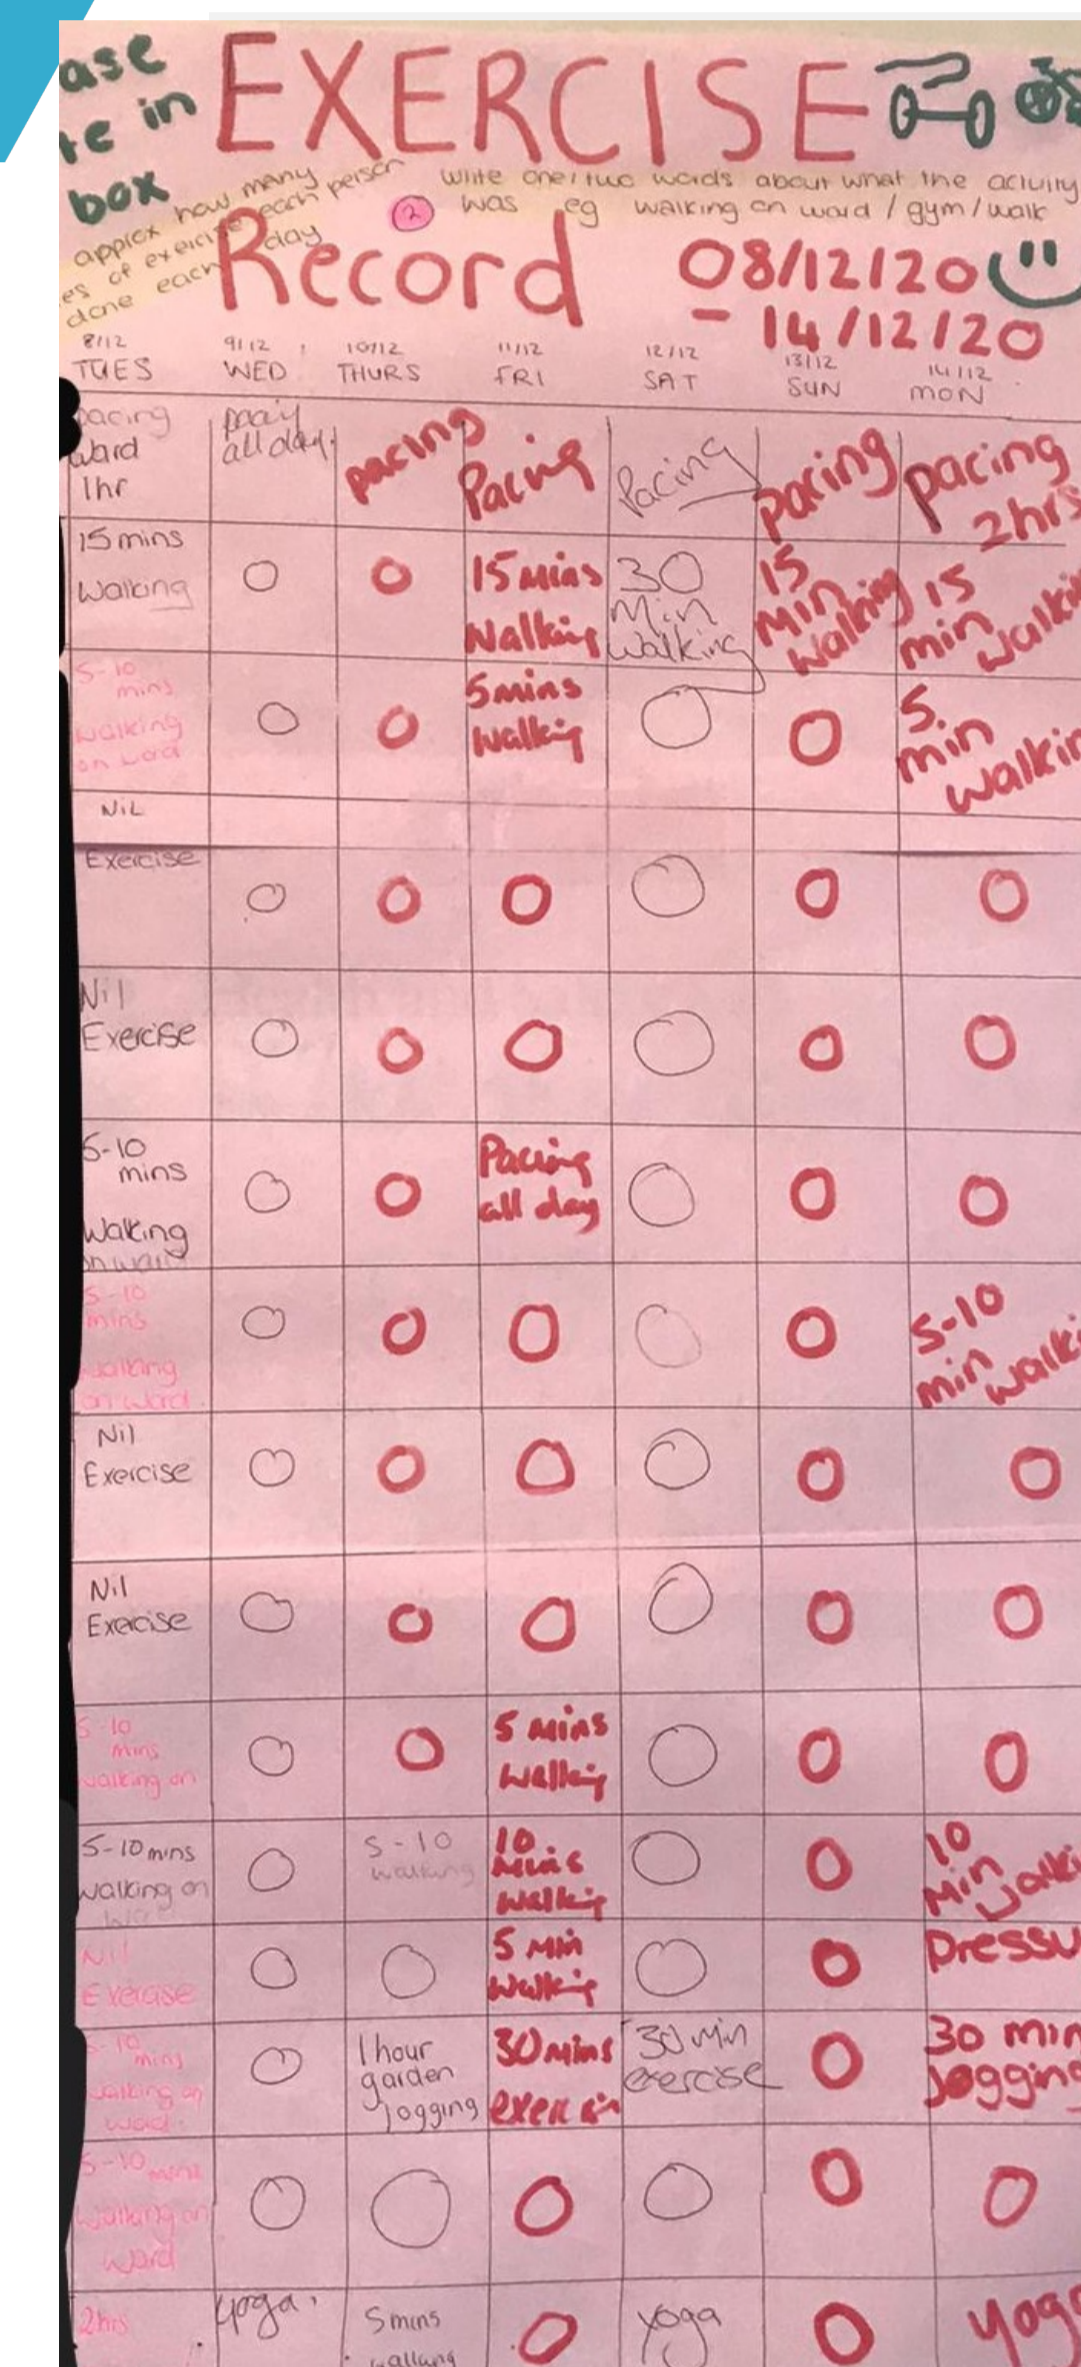 ase
te in
box
EXERCISE
approx how many
es of exercise each person
done each day
② write one/two words about what the activity
was eg walking on ward / gym / walk
Record
08/12/20
- 14/12/20
8/12 9/12 10/12 11/12 12/12 13/12 14/12
TUES WED THURS FRI SAT SUN MON
pacing
ward
1hr
all day
pacing
Pacing
Pacing
pacing
pacing
2hrs
15 mins
Walking
O
O
15 mins
Walking
30
Min
Walking
15
Min
Walking
15
min
walki
5-10
mins
walking
on ward
O
O
5mins
walking
O
O
5.
min
walkin
NIL
Exercise
O
O
O
O
O
O
Nil
Exercise
O
O
O
O
O
O
5-10
mins
Walking
on ward
O
O
Pacing
all day
O
O
O
5-10
mins
walking
on ward
O
O
O
O
O
5-10
min
walki
Nil
Exercise
O
O
O
O
O
O
Nil
Exercise
O
O
O
O
O
O
5-10
mins
walking on
O
O
5 mins
walking
O
O
O
5-10 mins
walking on
O
5-10
walking
10
mins
walking
O
O
10
Min
walki
Nil
Exercise
O
O
5 Min
walking
O
O
pressu
10
mins
walking on
ward
O
1 hour
garden
jogging
30 mins
30 Min
exercise
O
30 min
Jogging
5-10 mins
walking on
ward
O
O
O
O
O
O
2hrs
yoga.
5 mins
walking
O
yoga
O
yoga